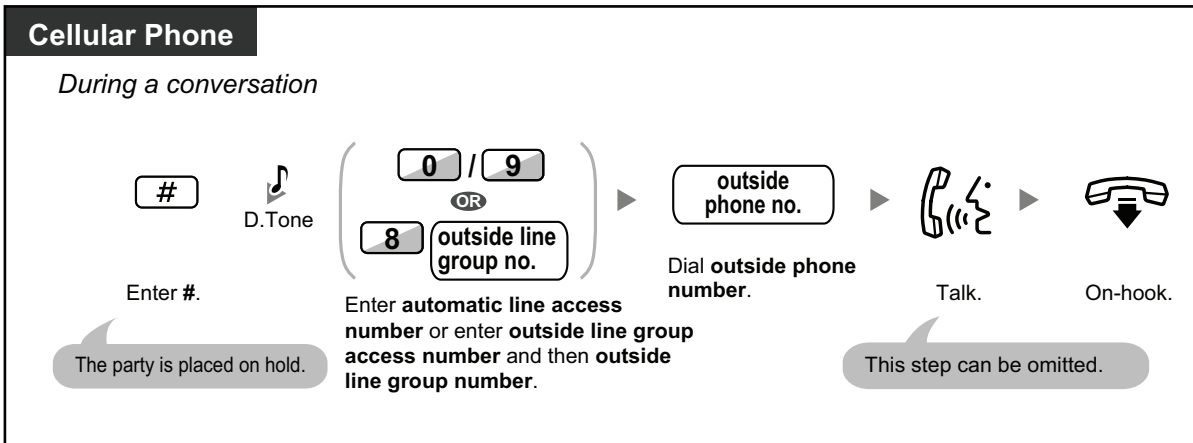 Cellular Phone
During a conversation
#
D.Tone
0 / 9
OR
8 outside line
group no.
outside
phone no.
Enter #.
The party is placed on hold.
Enter automatic line access
number or enter outside line group
access number and then outside
line group number.
Dial outside phone
number.
Talk.
This step can be omitted.
On-hook.